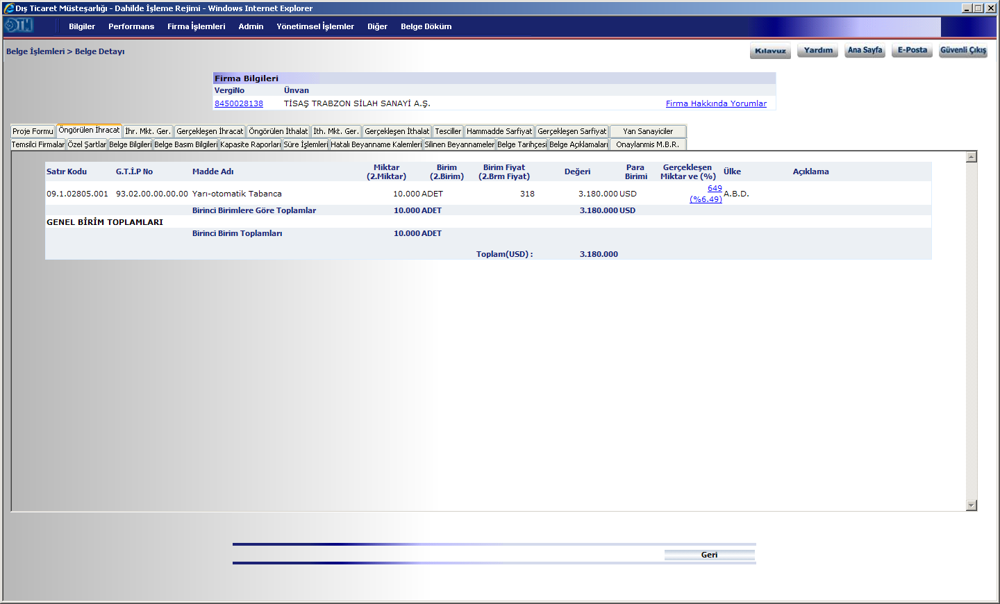 Dış Ticaret Müsteşarlığı - Dahilde İşleme Rejimi - Windows Internet Explorer
DTM
Bilgiler Performans Firma İşlemleri Admin Yönetimsel İşlemler Diğer Belge Döküm
Belge İşlemleri > Belge Detayı
Kılavuz Yardım Ana Sayfa E-Posta Güvenli Çıkış
Firma Bilgileri
VergiNo Ünvan
8450028138 TİSAŞ TRABZON SİLAH SANAYİ A.Ş. Firma Hakkında Yorumlar
Proje Formu Öngörülen İhracat İhr. Mkt. Ger. Gerçekleşen İhracat Öngörülen İthalat İth. Mkt. Ger. Gerçekleşen İthalat Tesciller Hammadde Sarfiyat Gerçekleşen Sarfiyat Yan Sanayiciler
Temsilci Firmalar Özel Şartlar Belge Bilgileri Belge Basım Bilgileri Kapasite Raporları Süre İşlemleri Hatalı Beyanname Kalemleri Silinen Beyannameler Belge Tarihçesi Belge Açıklamaları Onaylanmis M.B.R.
Satır Kodu G.T.İ.P No Madde Adı Miktar (2.Miktar) Birim (2.Birim) Birim Fiyat (2.Brm Fiyat) Değeri Para Birimi Gerçekleşen Miktar ve (%) Ülke Açıklama
09.1.02805.001 93.02.00.00.00.00 Yarı-otomatik Tabanca 10.000 ADET 318 3.180.000 USD 649 (%6.49) A.B.D.
Birinci Birimlere Göre Toplamlar 10.000 ADET 3.180.000 USD
GENEL BİRİM TOPLAMLARI
Birinci Birim Toplamları 10.000 ADET
Toplam(USD) : 3.180.000
Geri